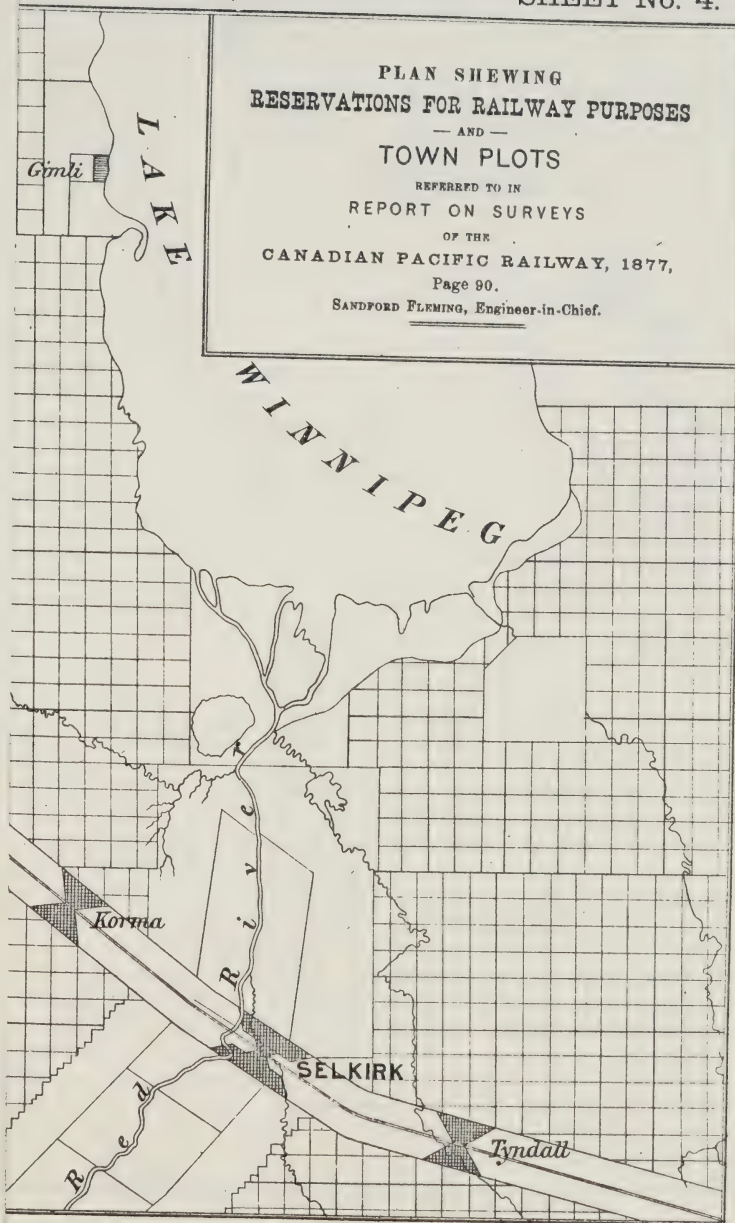 SHEET No. 4.
PLAN SHEWING
RESERVATIONS FOR RAILWAY PURPOSES
— AND —
TOWN PLOTS
REFERRED TO IN
REPORT ON SURVEYS
OF THE
CANADIAN PACIFIC RAILWAY, 1877,
Page 90.
SANDFORD FLEMING, Engineer-in-Chief.
Gimli
LAKE WINNIPEG
Korma
Red River
SELKIRK
Tyndall